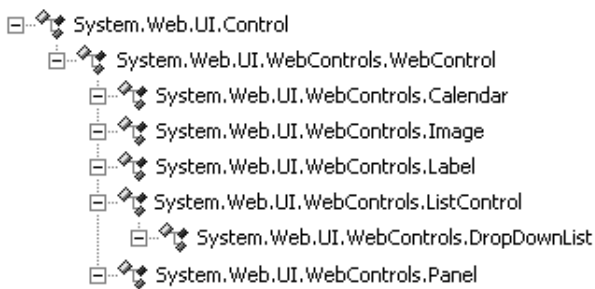 System.Web.UI.Control
System.Web.UI.WebControls.WebControl
System.Web.UI.WebControls.Calendar
System.Web.UI.WebControls.Image
System.Web.UI.WebControls.Label
System.Web.UI.WebControls.ListControl
System.Web.UI.WebControls.DropDownList
System.Web.UI.WebControls.Panel